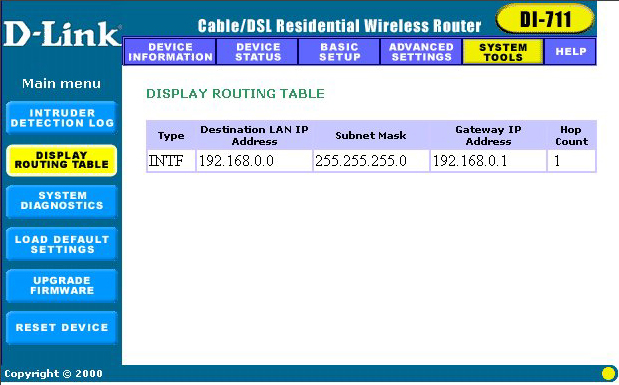 D-Link
Cable/DSL Residential Wireless Router
DI-711
DEVICE INFORMATION
DEVICE STATUS
BASIC SETUP
ADVANCED SETTINGS
SYSTEM TOOLS
HELP
Main menu
INTRUDER
DETECTION LOG
DISPLAY
ROUTING TABLE
SYSTEM
DIAGNOSTICS
LOAD DEFAULT
SETTINGS
UPGRADE
FIRMWARE
RESET DEVICE
DISPLAY ROUTING TABLE
Type Destination LAN IP Address Subnet Mask Gateway IP Address Hop Count
INTF 192.168.0.0 255.255.255.0 192.168.0.1 1
Copyright © 2000